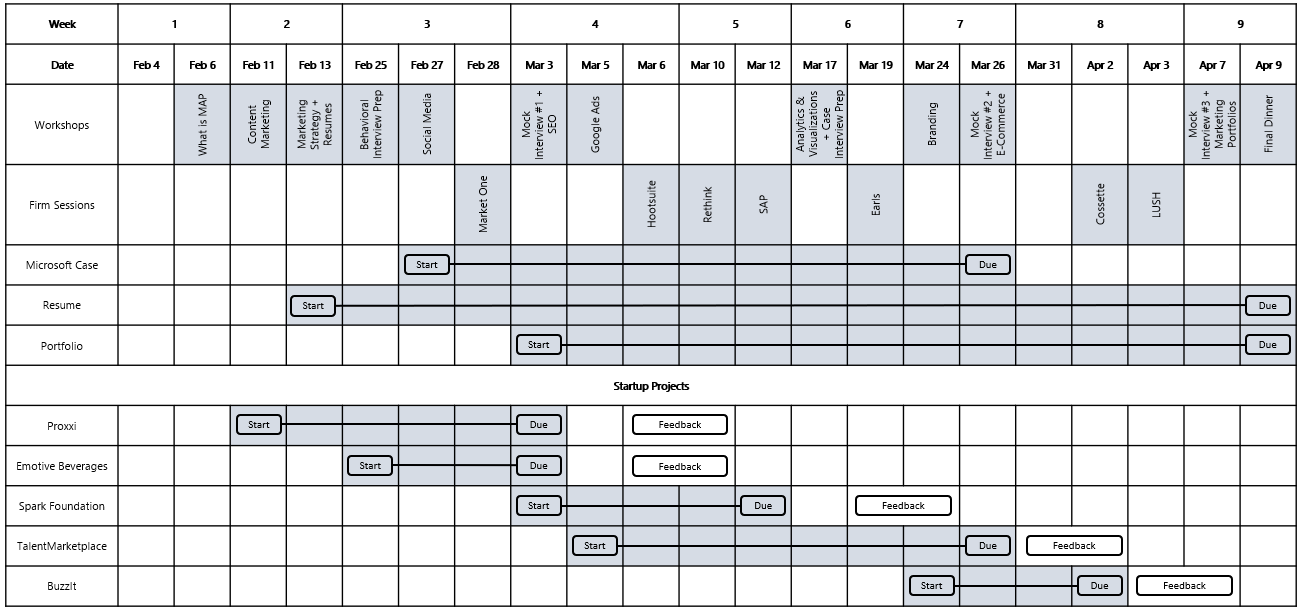 Week 1 2 3 4 5 6 7 8 9
Date Feb 4 Feb 6 Feb 11 Feb 13 Feb 25 Feb 27 Feb 28 Mar 3 Mar 5 Mar 6 Mar 10 Mar 12 Mar 17 Mar 19 Mar 24 Mar 26 Mar 31 Apr 2 Apr 3 Apr 7 Apr 9
Workshops
What is MAP
Content
Marketing
Marketing
Strategy +
Resumes
Behavioral
Interview Prep
Social Media
Mock
Interview #1 +
SEO
Google Ads
Analytics &
Visualizations
+ Case
Interview Prep
Branding
Mock
Interview #2 +
E-Commerce
Mock
Interview #3 +
Marketing
Portfolios
Final Dinner
Firm Sessions
Market One
Hootsuite
Rethink
SAP
Earls
Cossette
LUSH
Microsoft Case Start Due
Resume Start Due
Portfolio Start Due
Startup Projects
Proxxi Start Due Feedback
Emotive Beverages Start Due Feedback
Spark Foundation Start Due Feedback
TalentMarketplace Start Due Feedback
BuzzIt Start Due Feedback